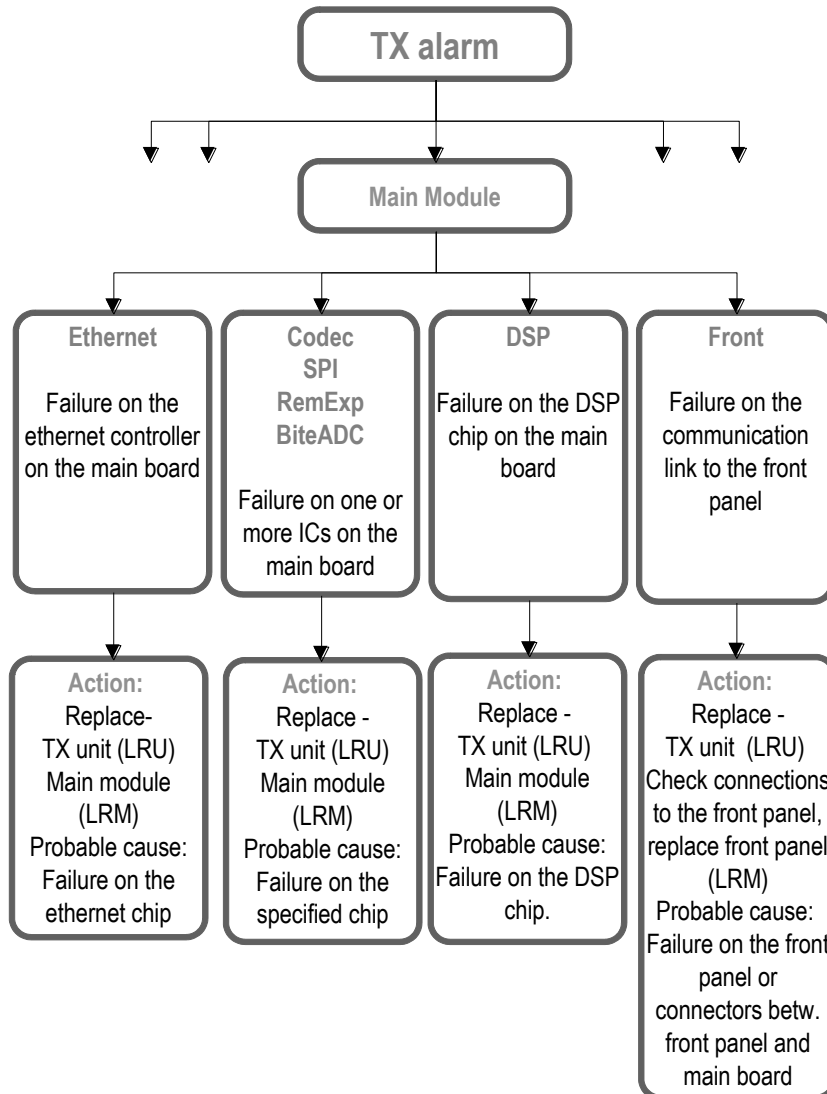 TX alarm
Main Module
Ethernet
Failure on the
ethernet controller
on the main board
Codec
SPI
RemExp
BiteADC
Failure on one or
more ICs on the
main board
DSP
Failure on the DSP
chip on the main
board
Front
Failure on the
communication
link to the front
panel
Action:
Replace-
TX unit (LRU)
Main module
(LRM)
Probable cause:
Failure on the
ethernet chip
Action:
Replace -
TX unit (LRU)
Main module
(LRM)
Probable cause:
Failure on the
specified chip
Action:
Replace -
TX unit (LRU)
Main module
(LRM)
Probable cause:
Failure on the DSP
chip.
Action:
Replace -
TX unit (LRU)
Check connections
to the front panel,
replace front panel
(LRM)
Probable cause:
Failure on the front
panel or
connectors betw.
front panel and
main board